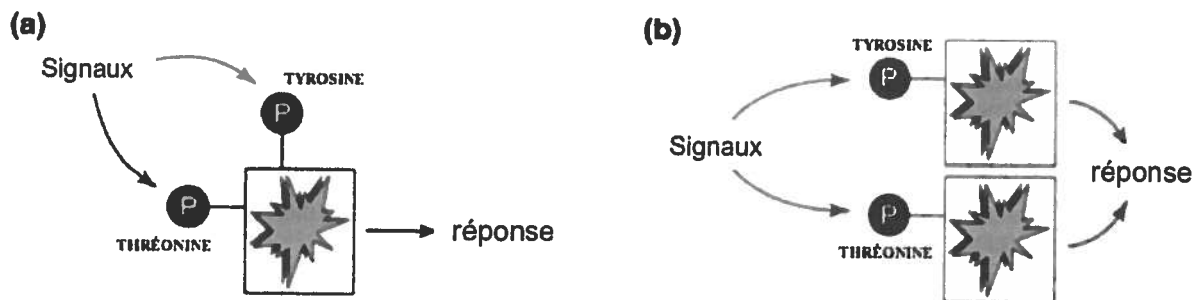 (a)
Signaux
TYROSINE
P
P
THRÉONINE
réponse
(b)
TYROSINE
P
Signaux
réponse
P
THRÉONINE